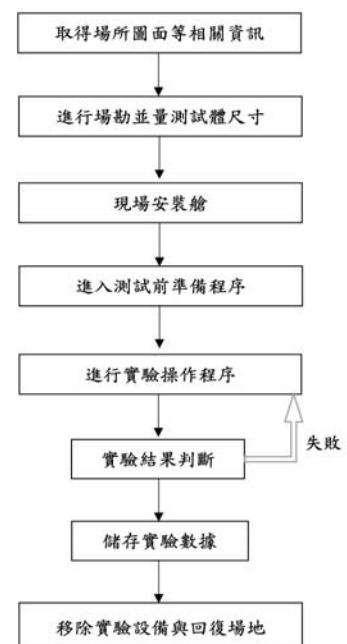 取得場所圖面等相關資訊
進行場勘並量測試體尺寸
現場安裝艙
進入測試前準備程序
進行實驗操作程序
失敗
實驗結果判斷
儲存實驗數據
移除實驗設備與回復場地